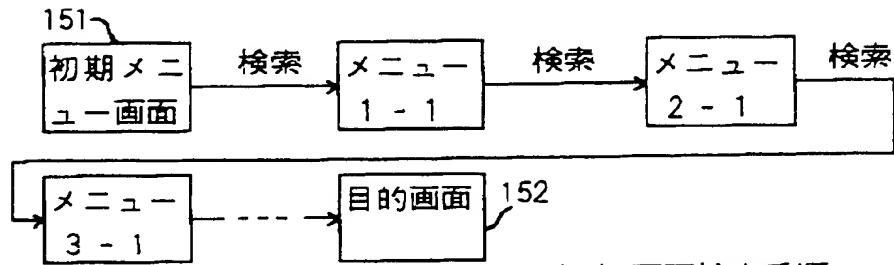 151
初期メニ
ュー画面
検索
メニュー
1 - 1
検索
メニュー
2 - 1
検索
メニュー
3 - 1
目的画面
152